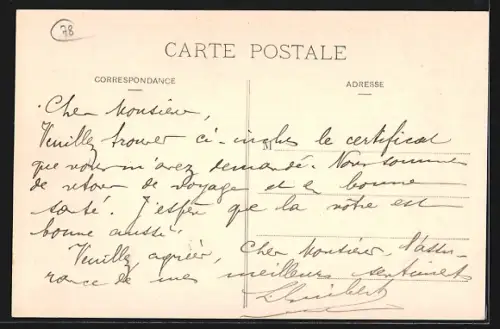 78
CARTE POSTALE
CORRESPONDANCE
ADRESSE
Cher Monsieur,
Veuillez trouver ci-inclus le certificat
que vous m'avez demandé. Nous sommes
de retour de voyage et en bonne
santé. J'espère que la vôtre est
bonne aussi.
Veuillez agréer, Cher Monsieur, l'assu-
rance de mes meilleurs sentiments
Guibert